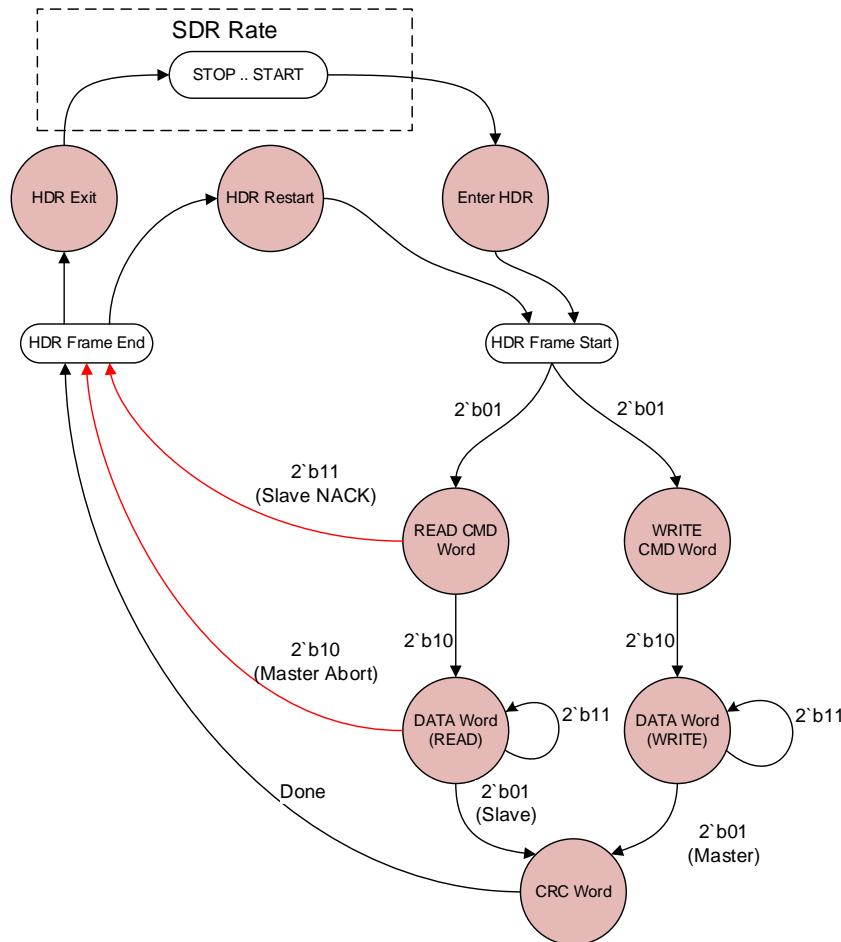 SDR Rate
STOP .. START
HDR Exit
HDR Restart
Enter HDR
HDR Frame End
HDR Frame Start
2`b01
2`b01
2`b11
(Slave NACK)
READ CMD
Word
WRITE
CMD Word
2`b10
2`b10
2`b10
(Master Abort)
DATA Word
(READ)
2`b11
DATA Word
(WRITE)
2`b11
Done
2`b01
(Slave)
2`b01
(Master)
CRC Word